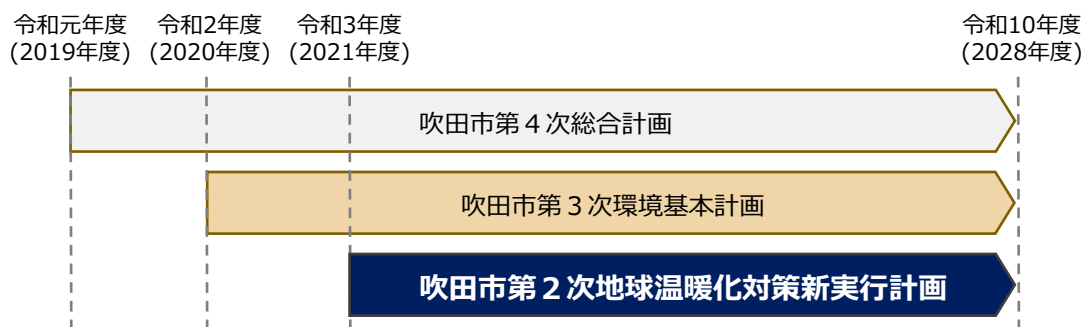 令和元年度
(2019年度)
令和2年度
(2020年度)
令和3年度
(2021年度)
令和10年度
(2028年度)
吹田市第４次総合計画
吹田市第３次環境基本計画
吹田市第２次地球温暖化対策新実行計画